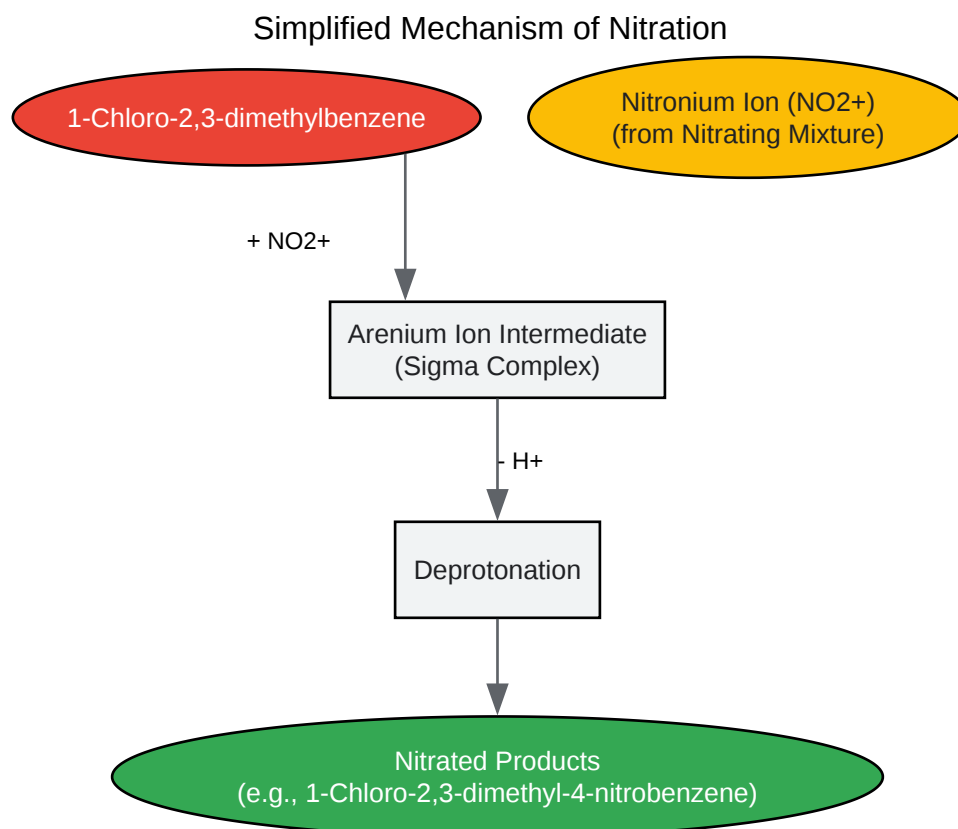 Simplified Mechanism of Nitration
1-Chloro-2,3-dimethylbenzene
Nitronium Ion (NO2+)
(from Nitrating Mixture)
+ NO2+
Arenium Ion Intermediate
(Sigma Complex)
- H+
Deprotonation
Nitrated Products
(e.g., 1-Chloro-2,3-dimethyl-4-nitrobenzene)